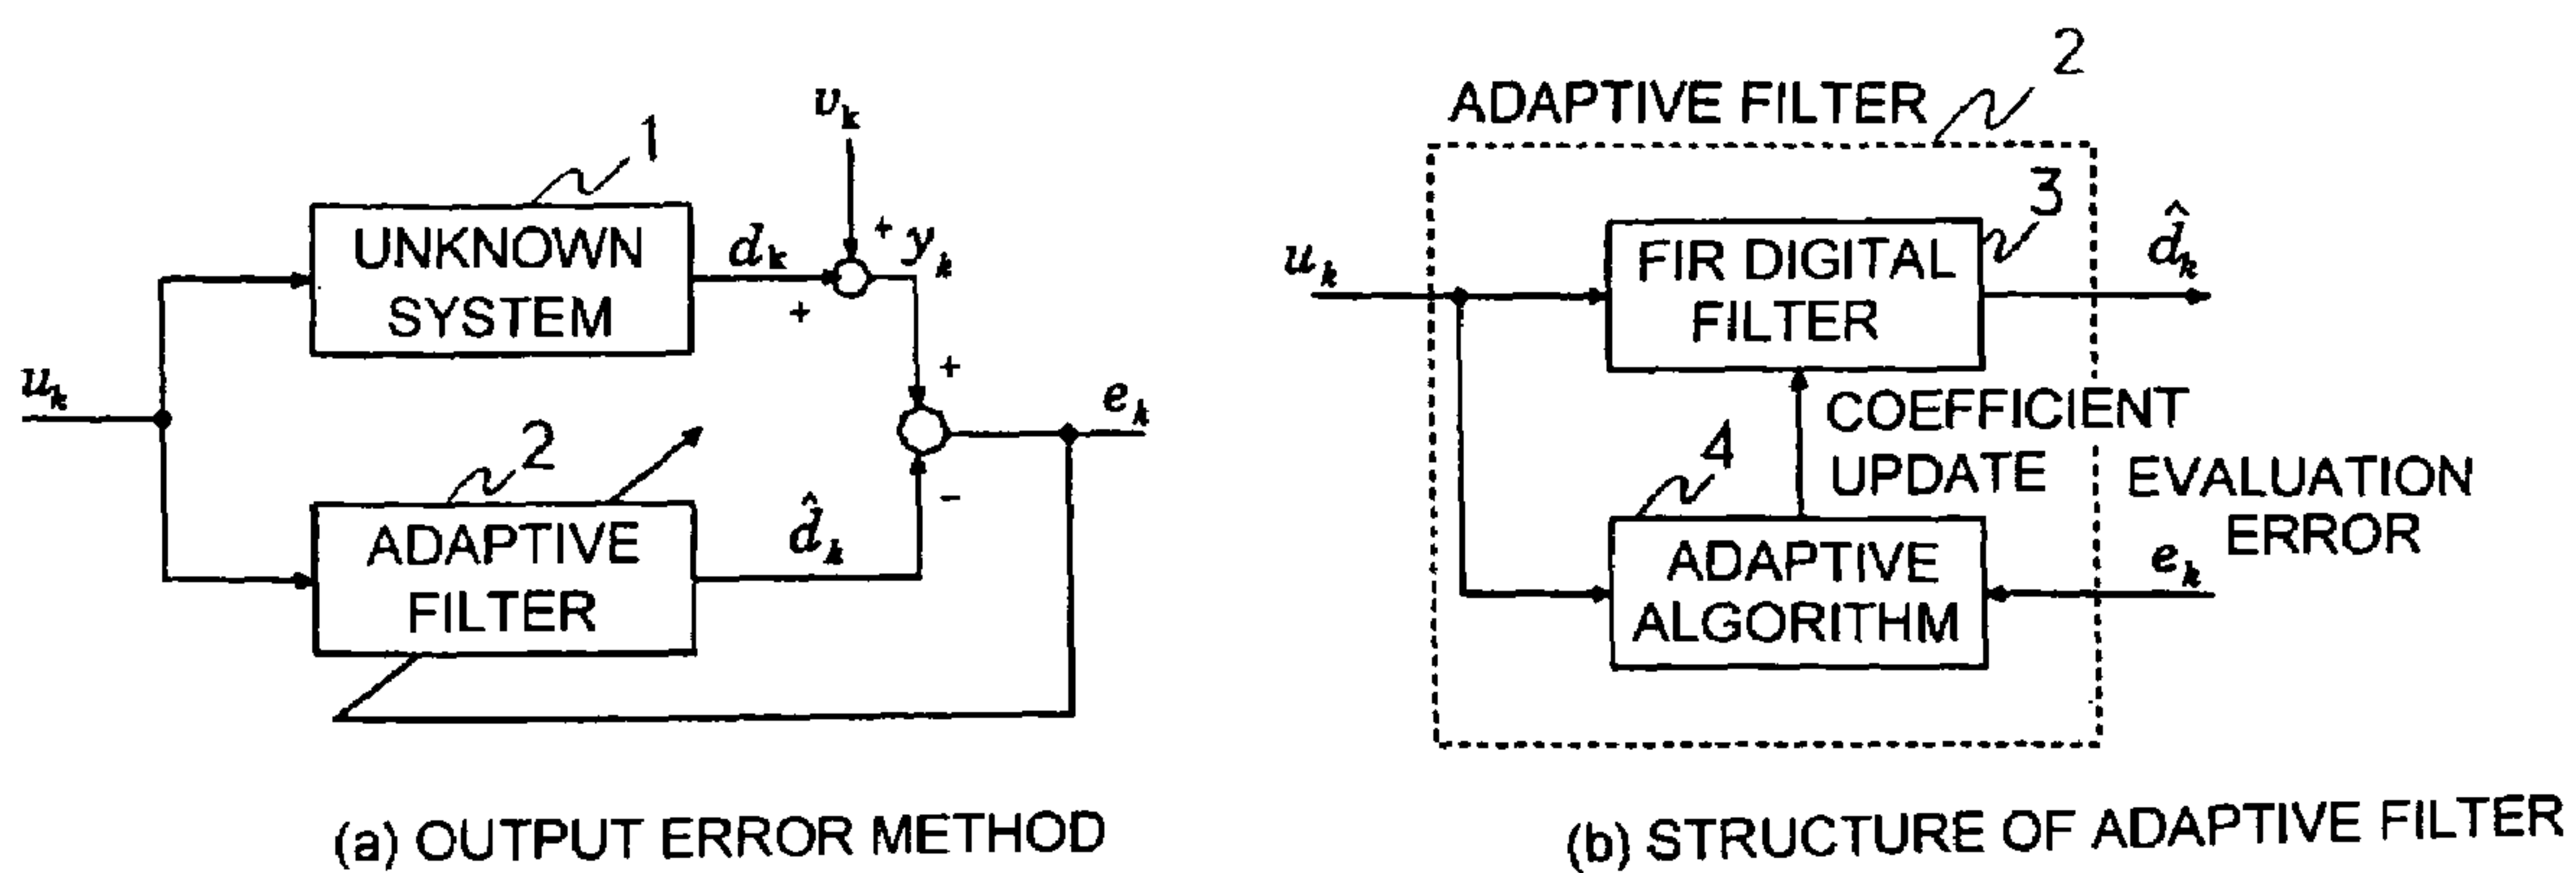 1
v_k
UNKNOWN
SYSTEM
d_k
+
+
y_k
u_k
+
e_k
2
−
ADAPTIVE
FILTER
d̂_k
(a) OUTPUT ERROR METHOD
2
ADAPTIVE FILTER
3
u_k
FIR DIGITAL
FILTER
d̂_k
COEFFICIENT
UPDATE
4
EVALUATION
ERROR
ADAPTIVE
ALGORITHM
e_k
(b) STRUCTURE OF ADAPTIVE FILTER